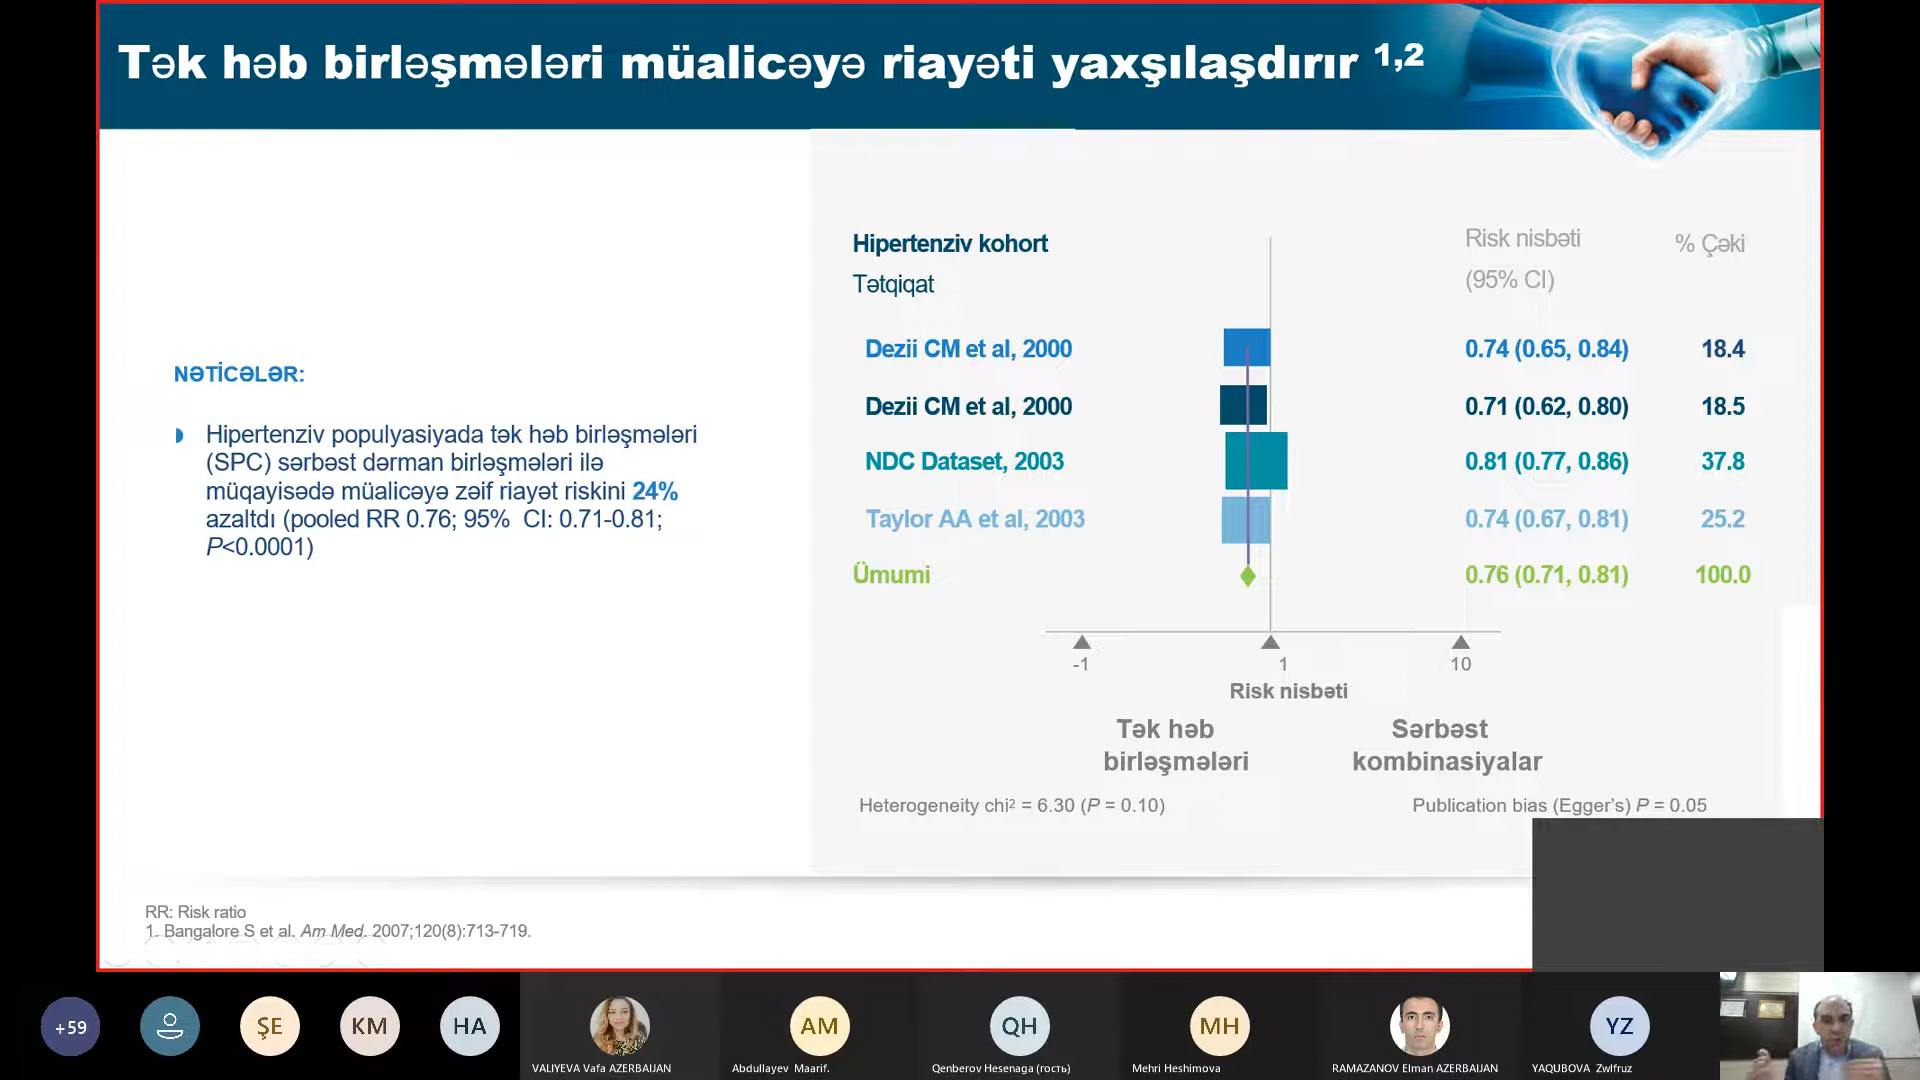 Tək həb birləşmələri müalicəyə riayəti yaxşılaşdırır 1,2
NƏTİCƏLƏR:
Hipertenziv populyasiyada tək həb birləşmələri
(SPC) sərbəst dərman birləşmələri ilə
müqayisədə müalicəyə zəif riayət riskini 24%
azaltdı (pooled RR 0.76; 95% CI: 0.71-0.81;
P<0.0001)
Hipertenziv kohort
Tətqiqat
Risk nisbəti
(95% CI)
% Çəki
Dezii CM et al, 2000 0.74 (0.65, 0.84) 18.4
Dezii CM et al, 2000 0.71 (0.62, 0.80) 18.5
NDC Dataset, 2003 0.81 (0.77, 0.86) 37.8
Taylor AA et al, 2003 0.74 (0.67, 0.81) 25.2
Ümumi 0.76 (0.71, 0.81) 100.0
-1 1 10
Risk nisbəti
Tək həb
birləşmələri
Sərbəst
kombinasiyalar
Heterogeneity chi² = 6.30 (P = 0.10)
Publication bias (Egger's) P = 0.05
RR: Risk ratio
1. Bangalore S et al. Am Med. 2007;120(8):713-719.
+59 ŞE KM HA AM QH MH YZ
VALIYEVA Vafa AZERBAIJAN
Abdullayev Maarif.
Qenberov Hesenaga (гость)
Mehri Heshimova
RAMAZANOV Elman AZERBAIJAN
YAQUBOVA Zwlfruz